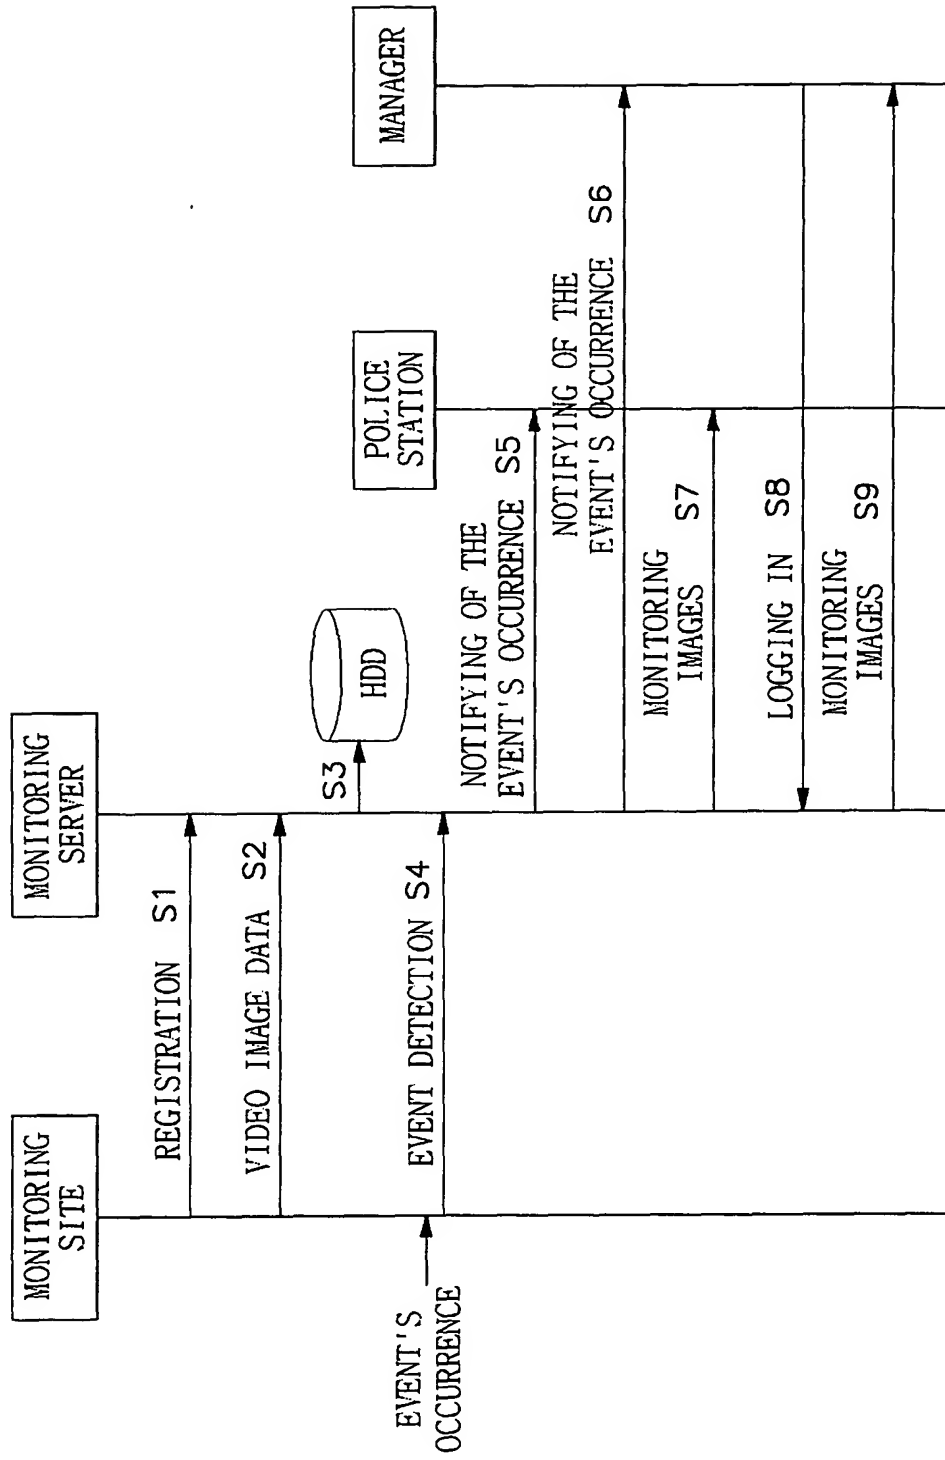 MONITORING
SITE
MONITORING
SERVER
POLICE
STATION
MANAGER
REGISTRATION S1
VIDEO IMAGE DATA S2
S3
HDD
EVENT'S
OCCURRENCE
EVENT DETECTION S4
NOTIFYING OF THE
EVENT'S OCCURRENCE S5
NOTIFYING OF THE
EVENT'S OCCURRENCE S6
MONITORING
IMAGES S7
LOGGING IN S8
MONITORING
IMAGES S9